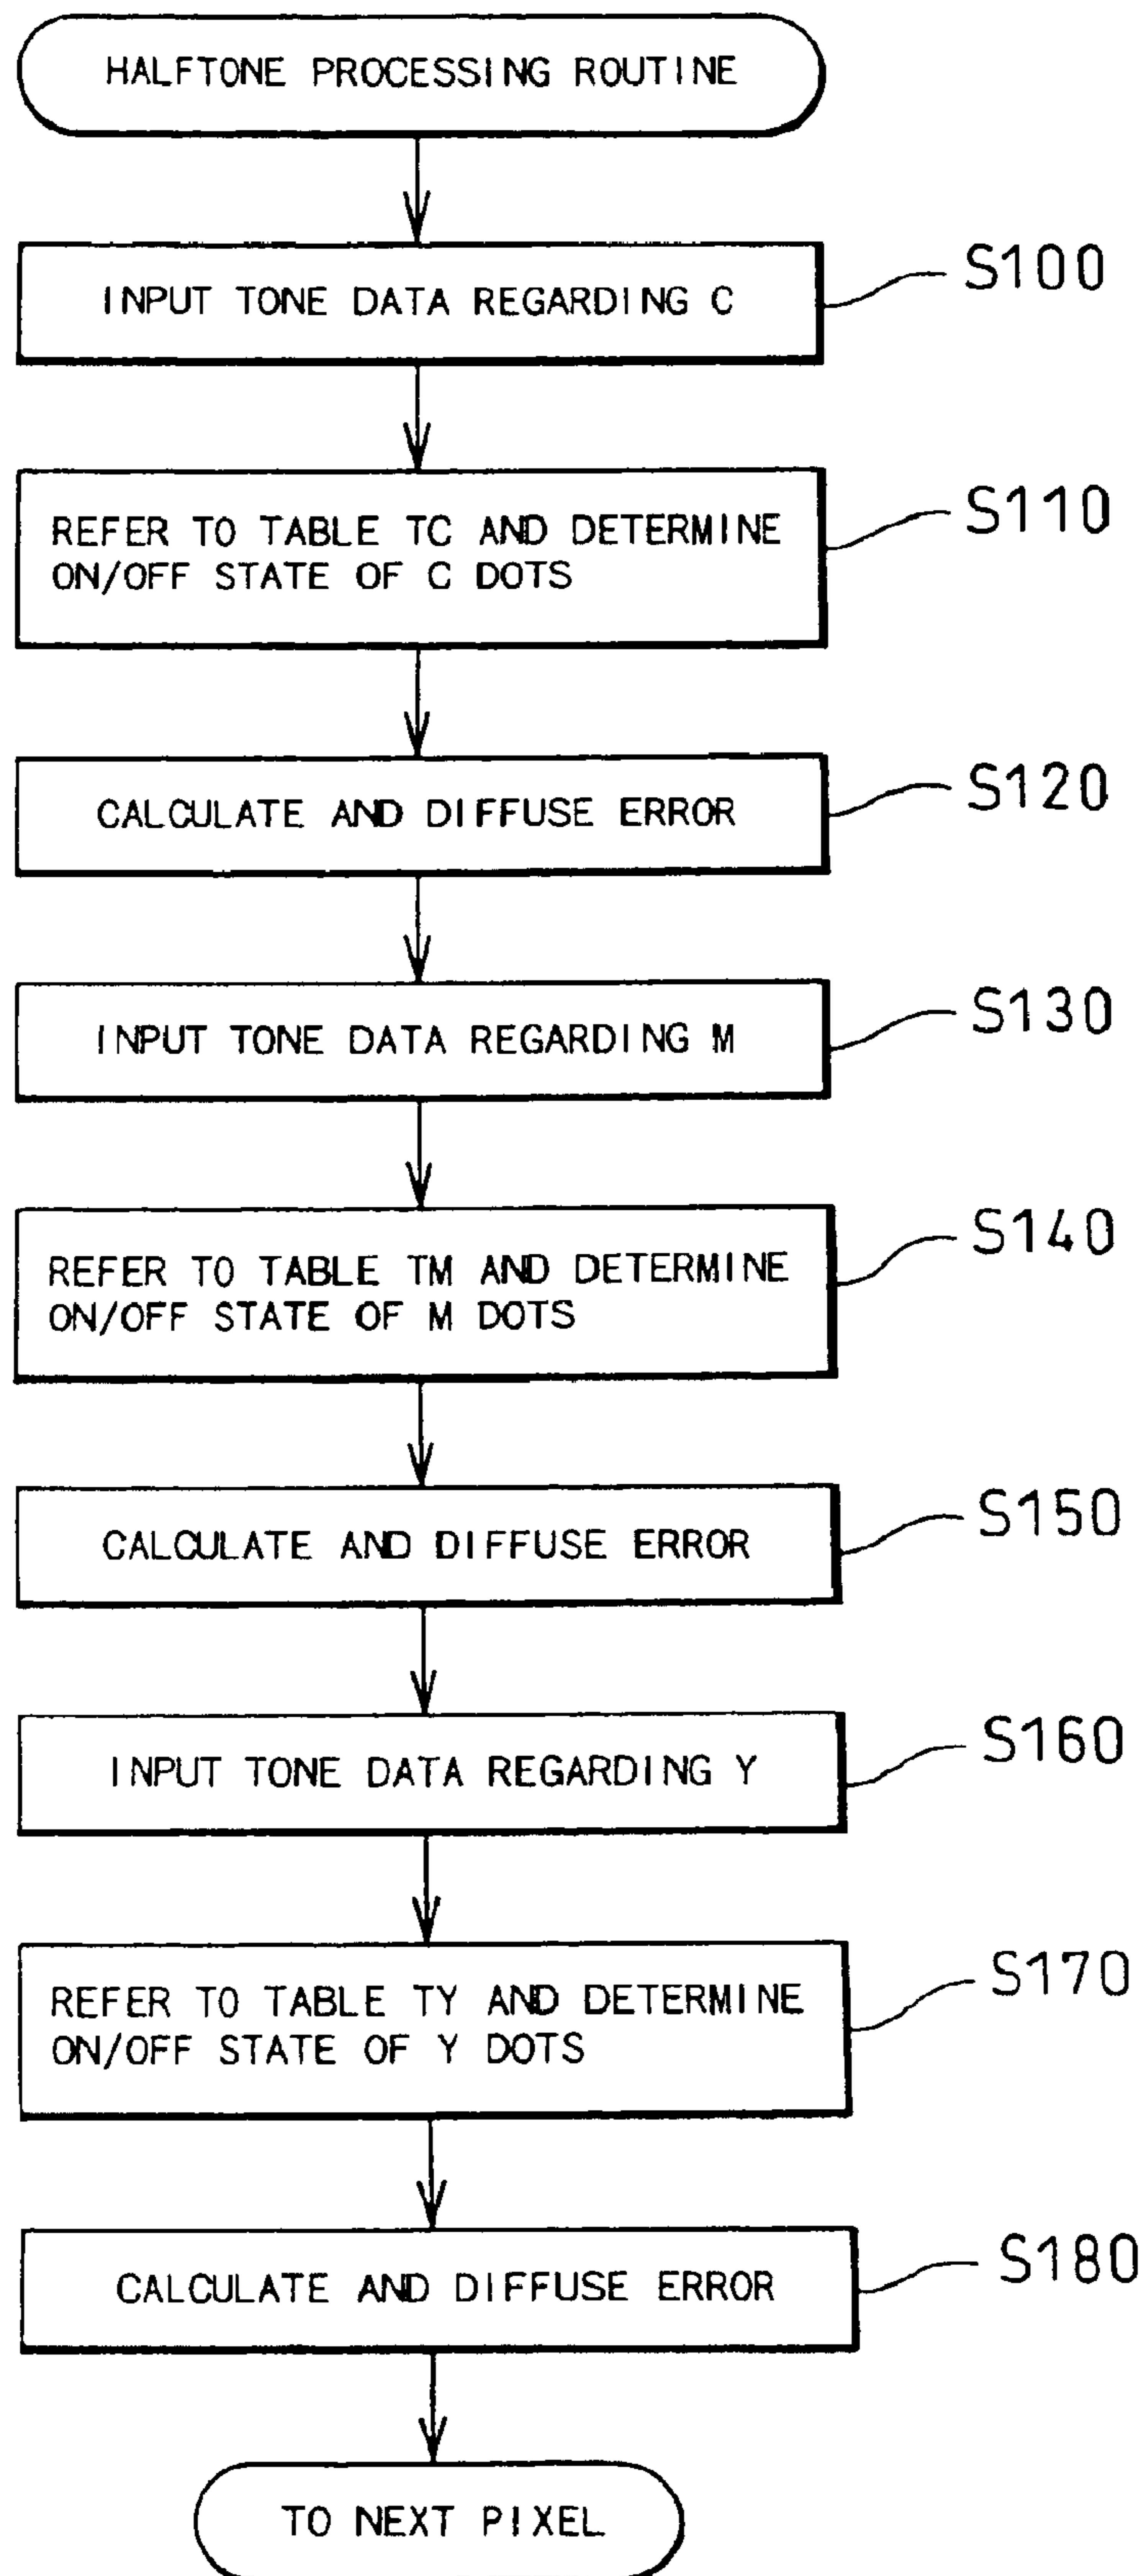 HALFTONE PROCESSING ROUTINE
INPUT TONE DATA REGARDING C
S100
REFER TO TABLE TC AND DETERMINE
ON/OFF STATE OF C DOTS
S110
CALCULATE AND DIFFUSE ERROR
S120
INPUT TONE DATA REGARDING M
S130
REFER TO TABLE TM AND DETERMINE
ON/OFF STATE OF M DOTS
S140
CALCULATE AND DIFFUSE ERROR
S150
INPUT TONE DATA REGARDING Y
S160
REFER TO TABLE TY AND DETERMINE
ON/OFF STATE OF Y DOTS
S170
CALCULATE AND DIFFUSE ERROR
S180
TO NEXT PIXEL